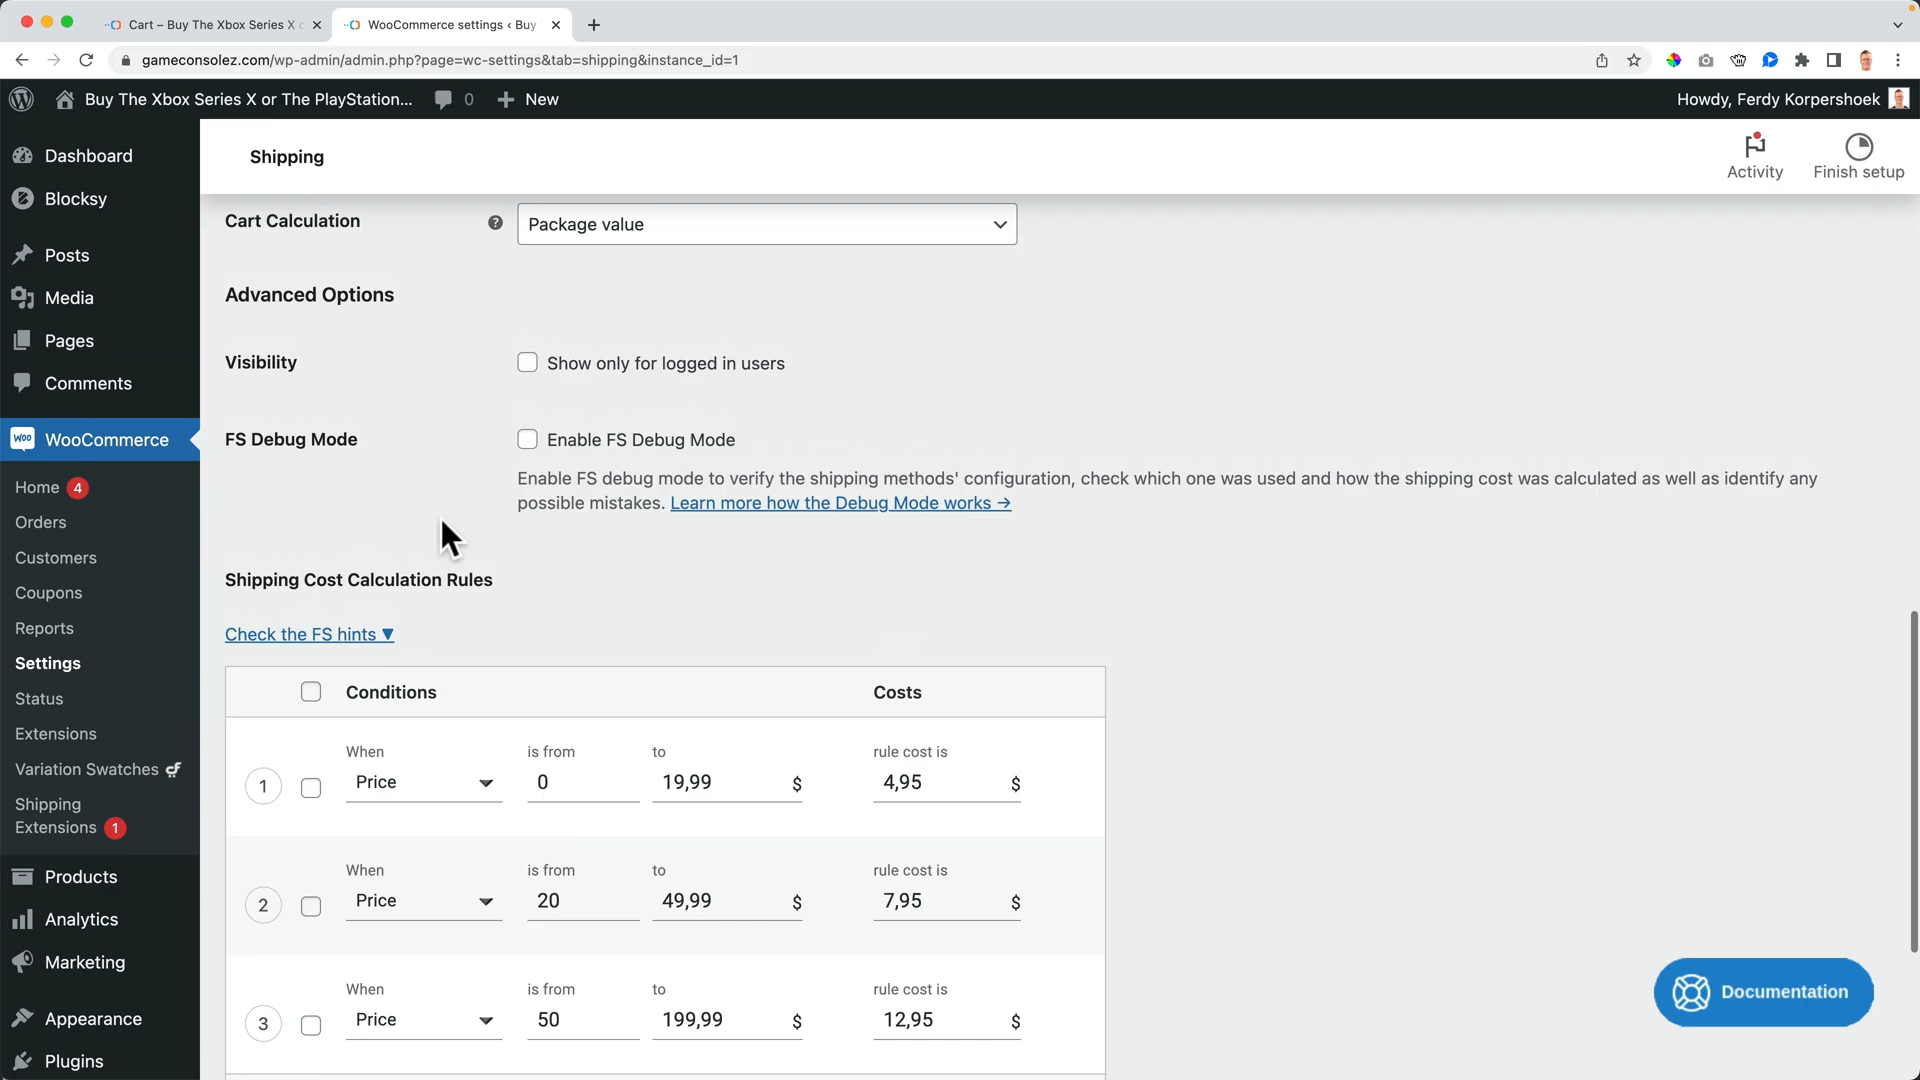 Cart – Buy The Xbox Series X
WooCommerce settings ‹ Buy
gameconsolez.com/wp-admin/admin.php?page=wc-settings&tab=shipping&instance_id=1
Buy The Xbox Series X or The PlayStation...
0
New
Howdy, Ferdy Korpershoek
Dashboard
Blocksy
Posts
Media
Pages
Comments
WooCommerce
Home 4
Orders
Customers
Coupons
Reports
Settings
Status
Extensions
Variation Swatches
Shipping
Extensions 1
Products
Analytics
Marketing
Appearance
Plugins
Shipping
Activity
Finish setup
Cart Calculation
Package value
Advanced Options
Visibility
Show only for logged in users
FS Debug Mode
Enable FS Debug Mode
Enable FS debug mode to verify the shipping methods' configuration, check which one was used and how the shipping cost was calculated as well as identify any
possible mistakes. Learn more how the Debug Mode works →
Shipping Cost Calculation Rules
Check the FS hints ▼
Conditions Costs
When is from to rule cost is
1 Price 0 19,99 $ 4,95 $
When is from to rule cost is
2 Price 20 49,99 $ 7,95 $
When is from to rule cost is
3 Price 50 199,99 $ 12,95 $
Documentation